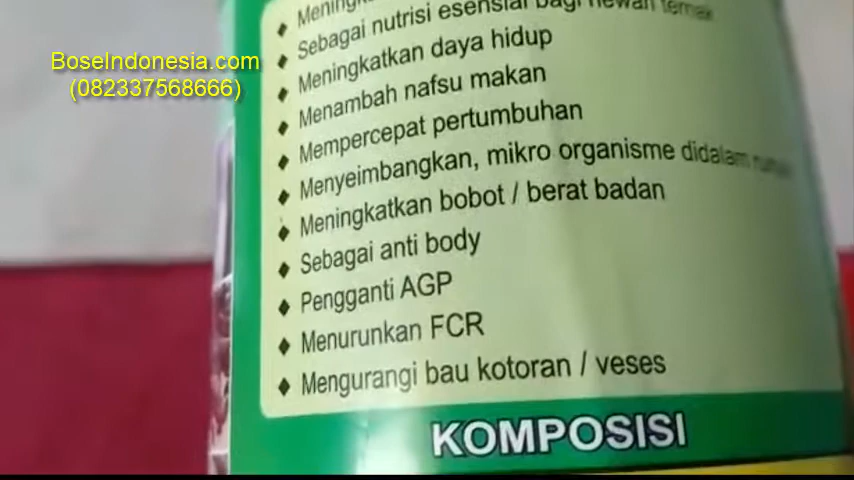 BoseIndonesia.com
(082337568666)
Sebagai nutrisi esensial bagi hewan ternak
Meningkatkan daya hidup
Menambah nafsu makan
Mempercepat pertumbuhan
Menyeimbangkan, mikro organisme didalam
Meningkatkan bobot / berat badan
Sebagai anti body
Pengganti AGP
Menurunkan FCR
Mengurangi bau kotoran / veses
KOMPOSISI